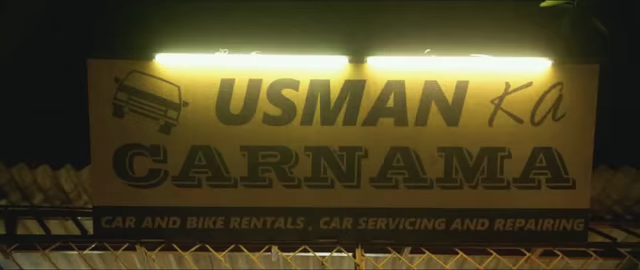 USMAN Ka
CARNAMA
CAR AND BIKE RENTALS , CAR SERVICING AND REPAIRING